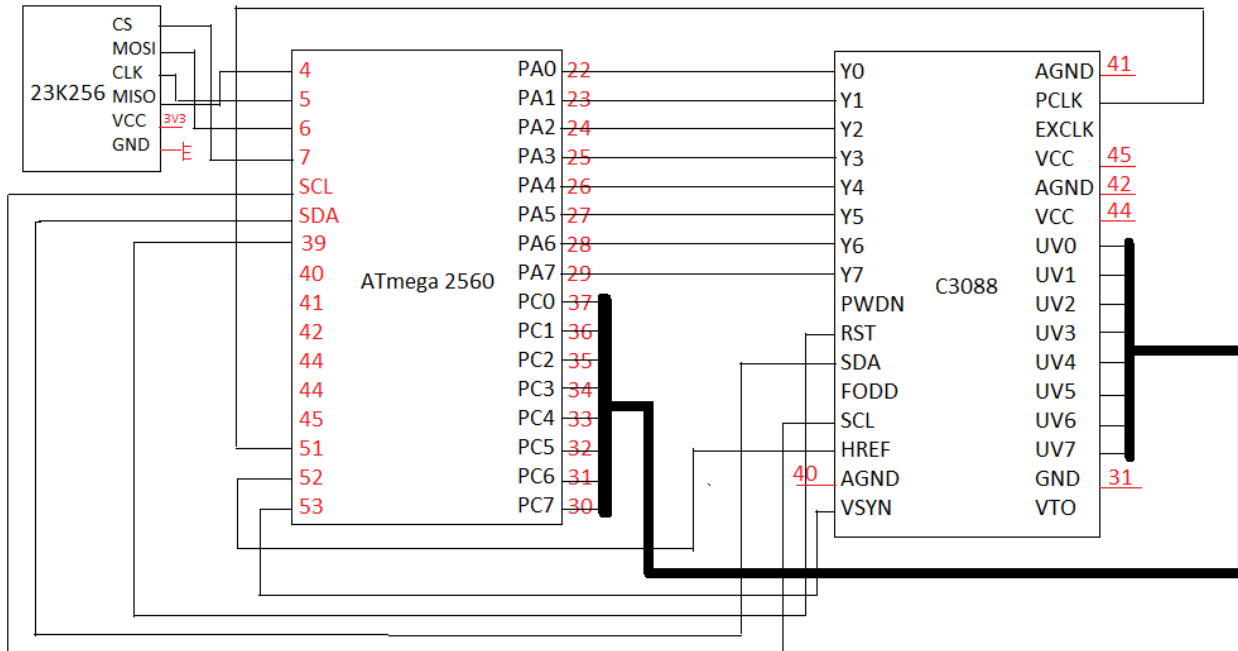 CS
MOSI
CLK
MISO
VCC 3V3
GND
23K256
4
5
6
7
SCL
SDA
39
40
41
42
44
44
45
51
52
53
ATmega 2560
PA0 22
PA1 23
PA2 24
PA3 25
PA4 26
PA5 27
PA6 28
PA7 29
PC0 37
PC1 36
PC2 35
PC3 34
PC4 33
PC5 32
PC6 31
PC7 30
Y0
Y1
Y2
Y3
Y4
Y5
Y6
Y7
PWDN
RST
SDA
FODD
SCL
HREF
40 AGND
VSYN
C3088
AGND 41
PCLK
EXCLK
VCC 45
AGND 42
VCC 44
UV0
UV1
UV2
UV3
UV4
UV5
UV6
UV7
GND 31
VTO